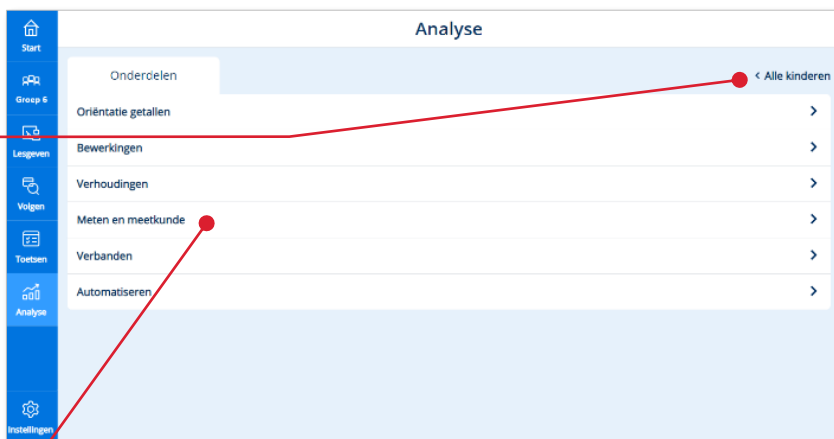 Analyse
Start
Groep 6
Lesgeven
Volgen
Toetsen
Analyse
Instellingen
Onderdelen
< Alle kinderen
Oriëntatie getallen
Bewerkingen
Verhoudingen
Meten en meetkunde
Verbanden
Automatiseren